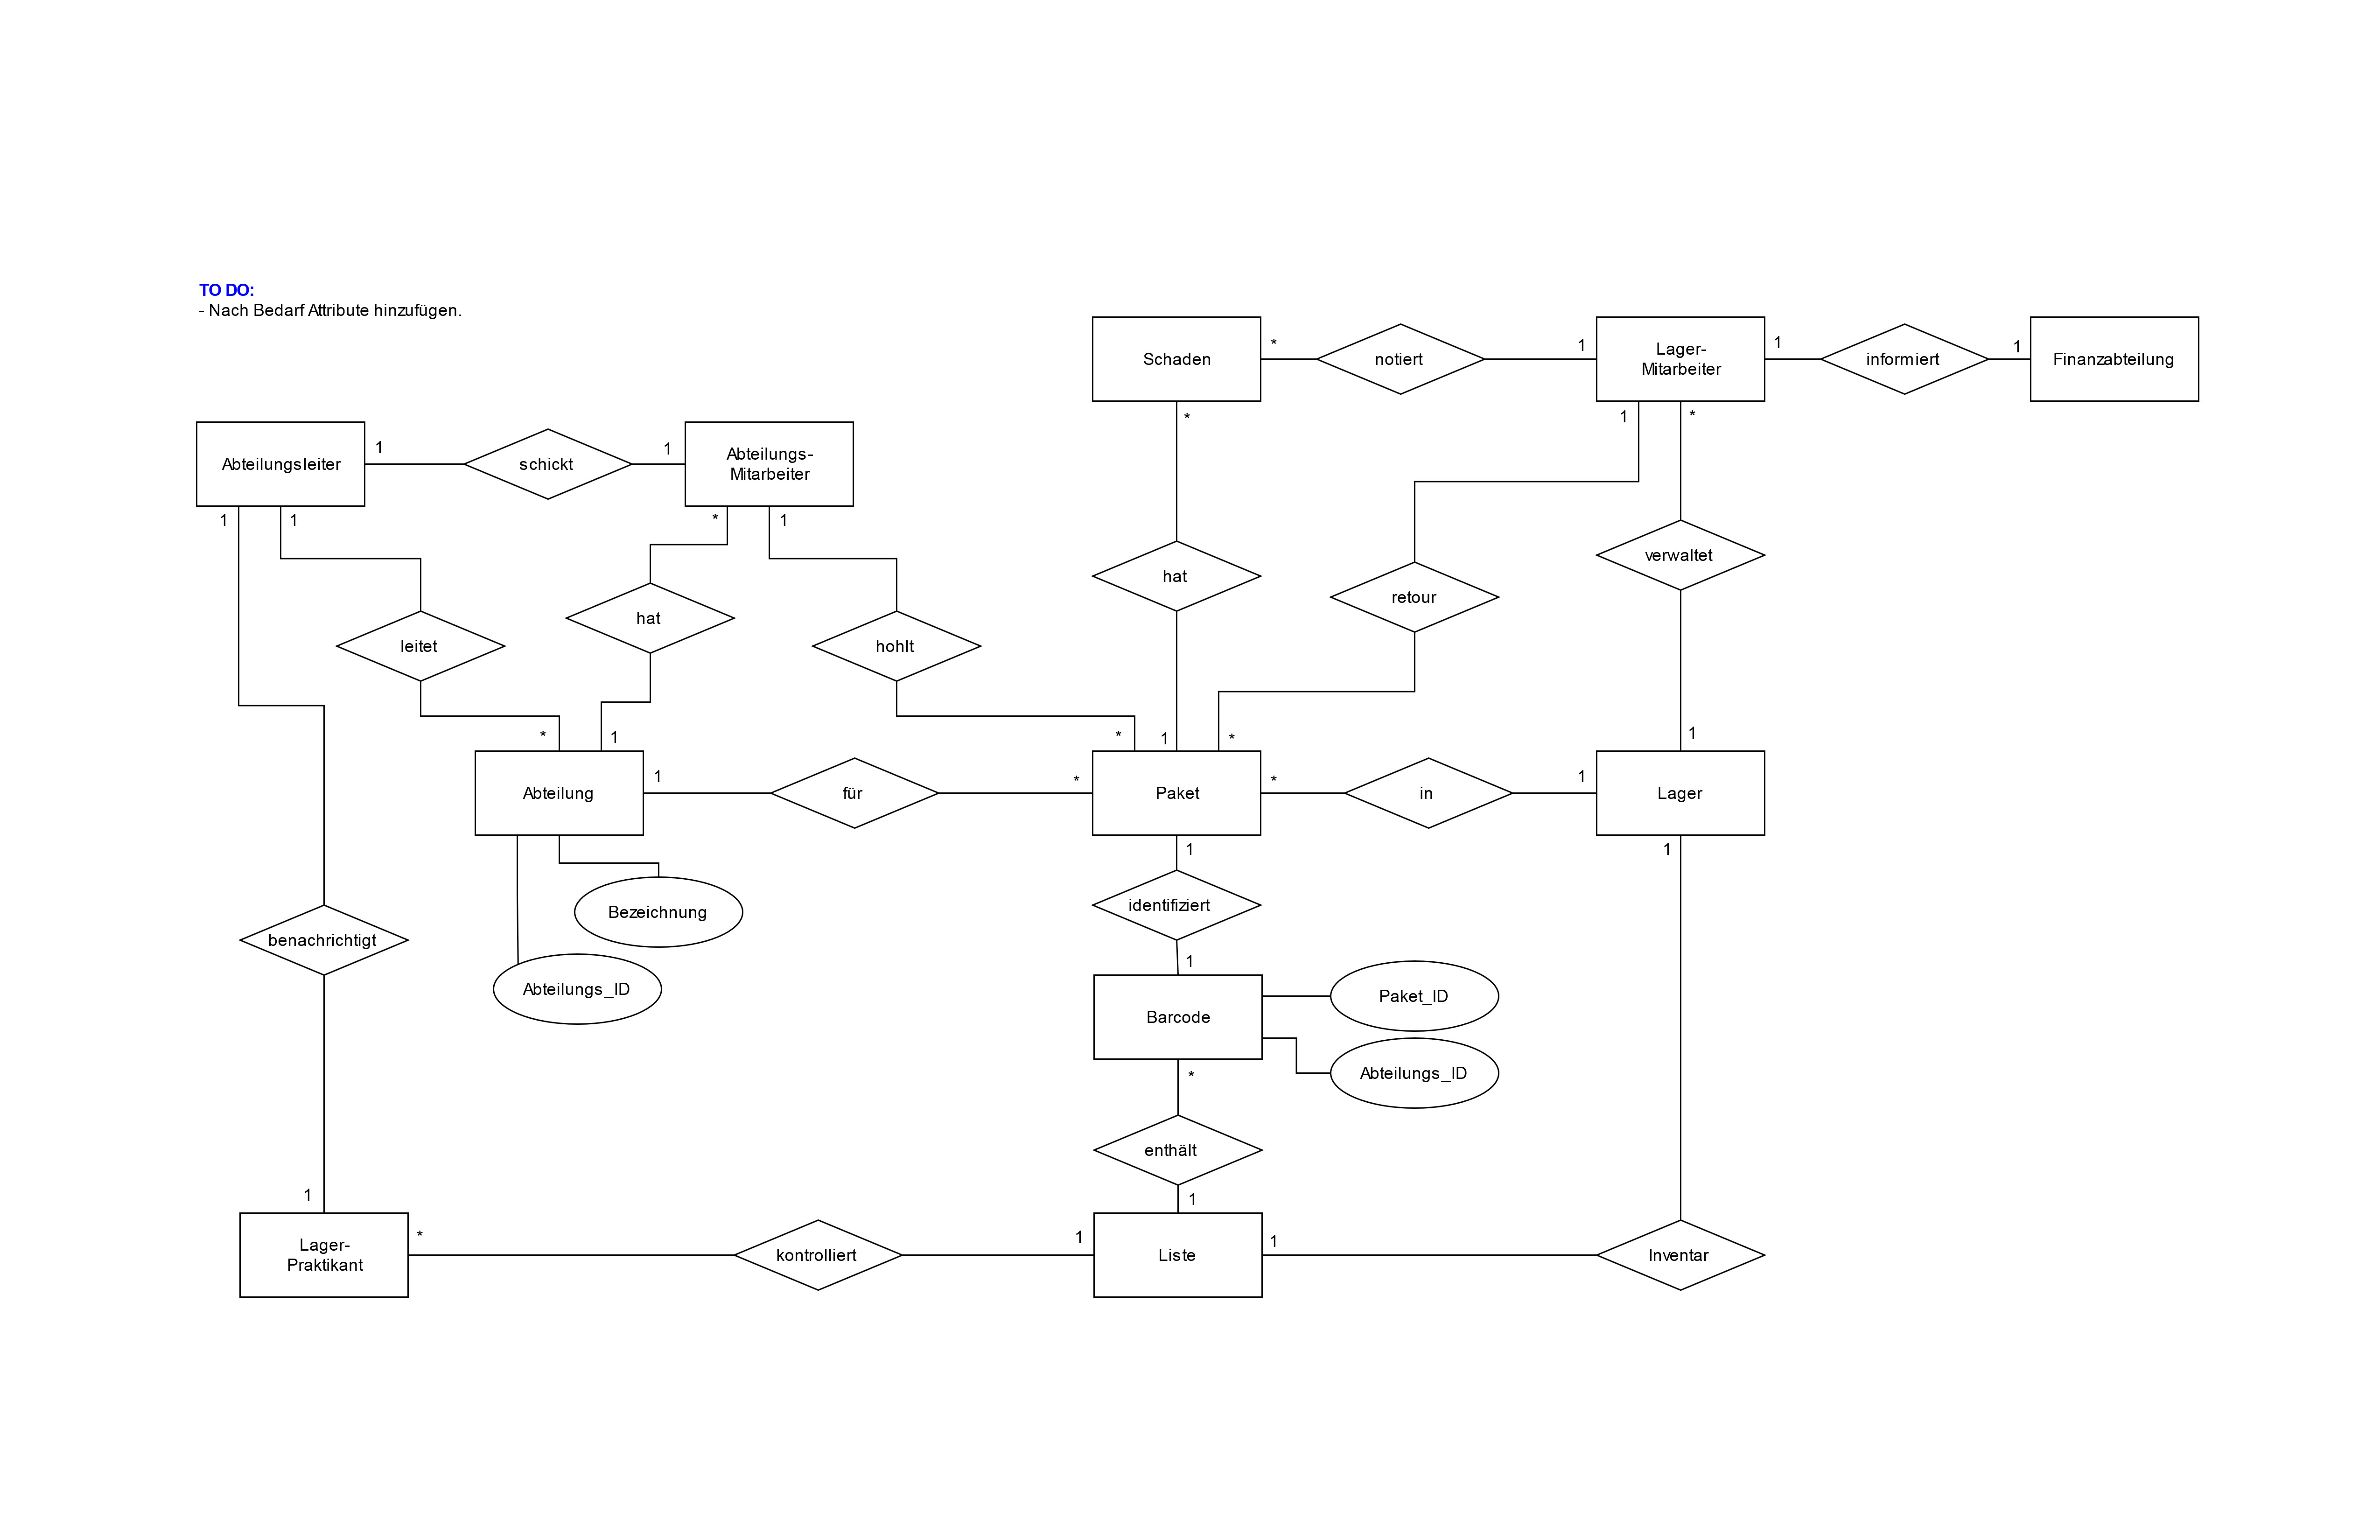 TO DO:
- Nach Bedarf Attribute hinzufügen.
Schaden
*
notiert
1
Lager-
Mitarbeiter
1
informiert
1
Finanzabteilung
*
1
*
Abteilungsleiter
1
schickt
1
Abteilungs-
Mitarbeiter
1
1
*
1
verwaltet
hat
retour
hat
leitet
hohlt
*
1
*
1
*
1
Abteilung
1
für
*
Paket
*
in
1
Lager
1
1
identifiziert
Bezeichnung
benachrichtigt
1
Abteilungs_ID
Paket_ID
Barcode
Abteilungs_ID
*
enthält
1
1
*
1
1
Lager-
Praktikant
kontrolliert
Liste
Inventar